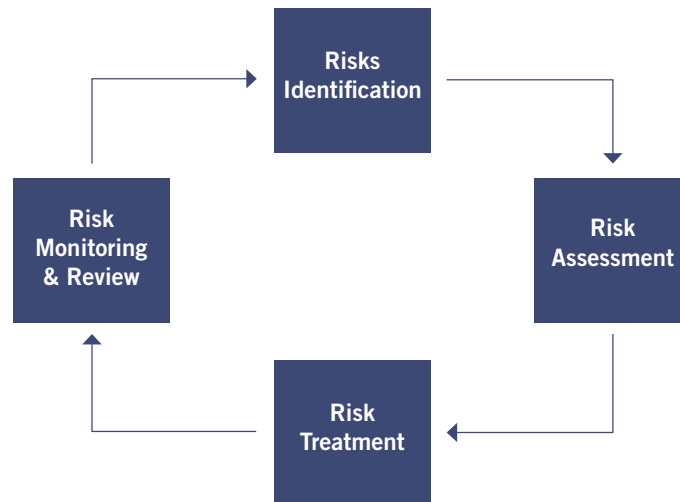 Risks
Identification
Risk
Assessment
Risk
Treatment
Risk
Monitoring
& Review